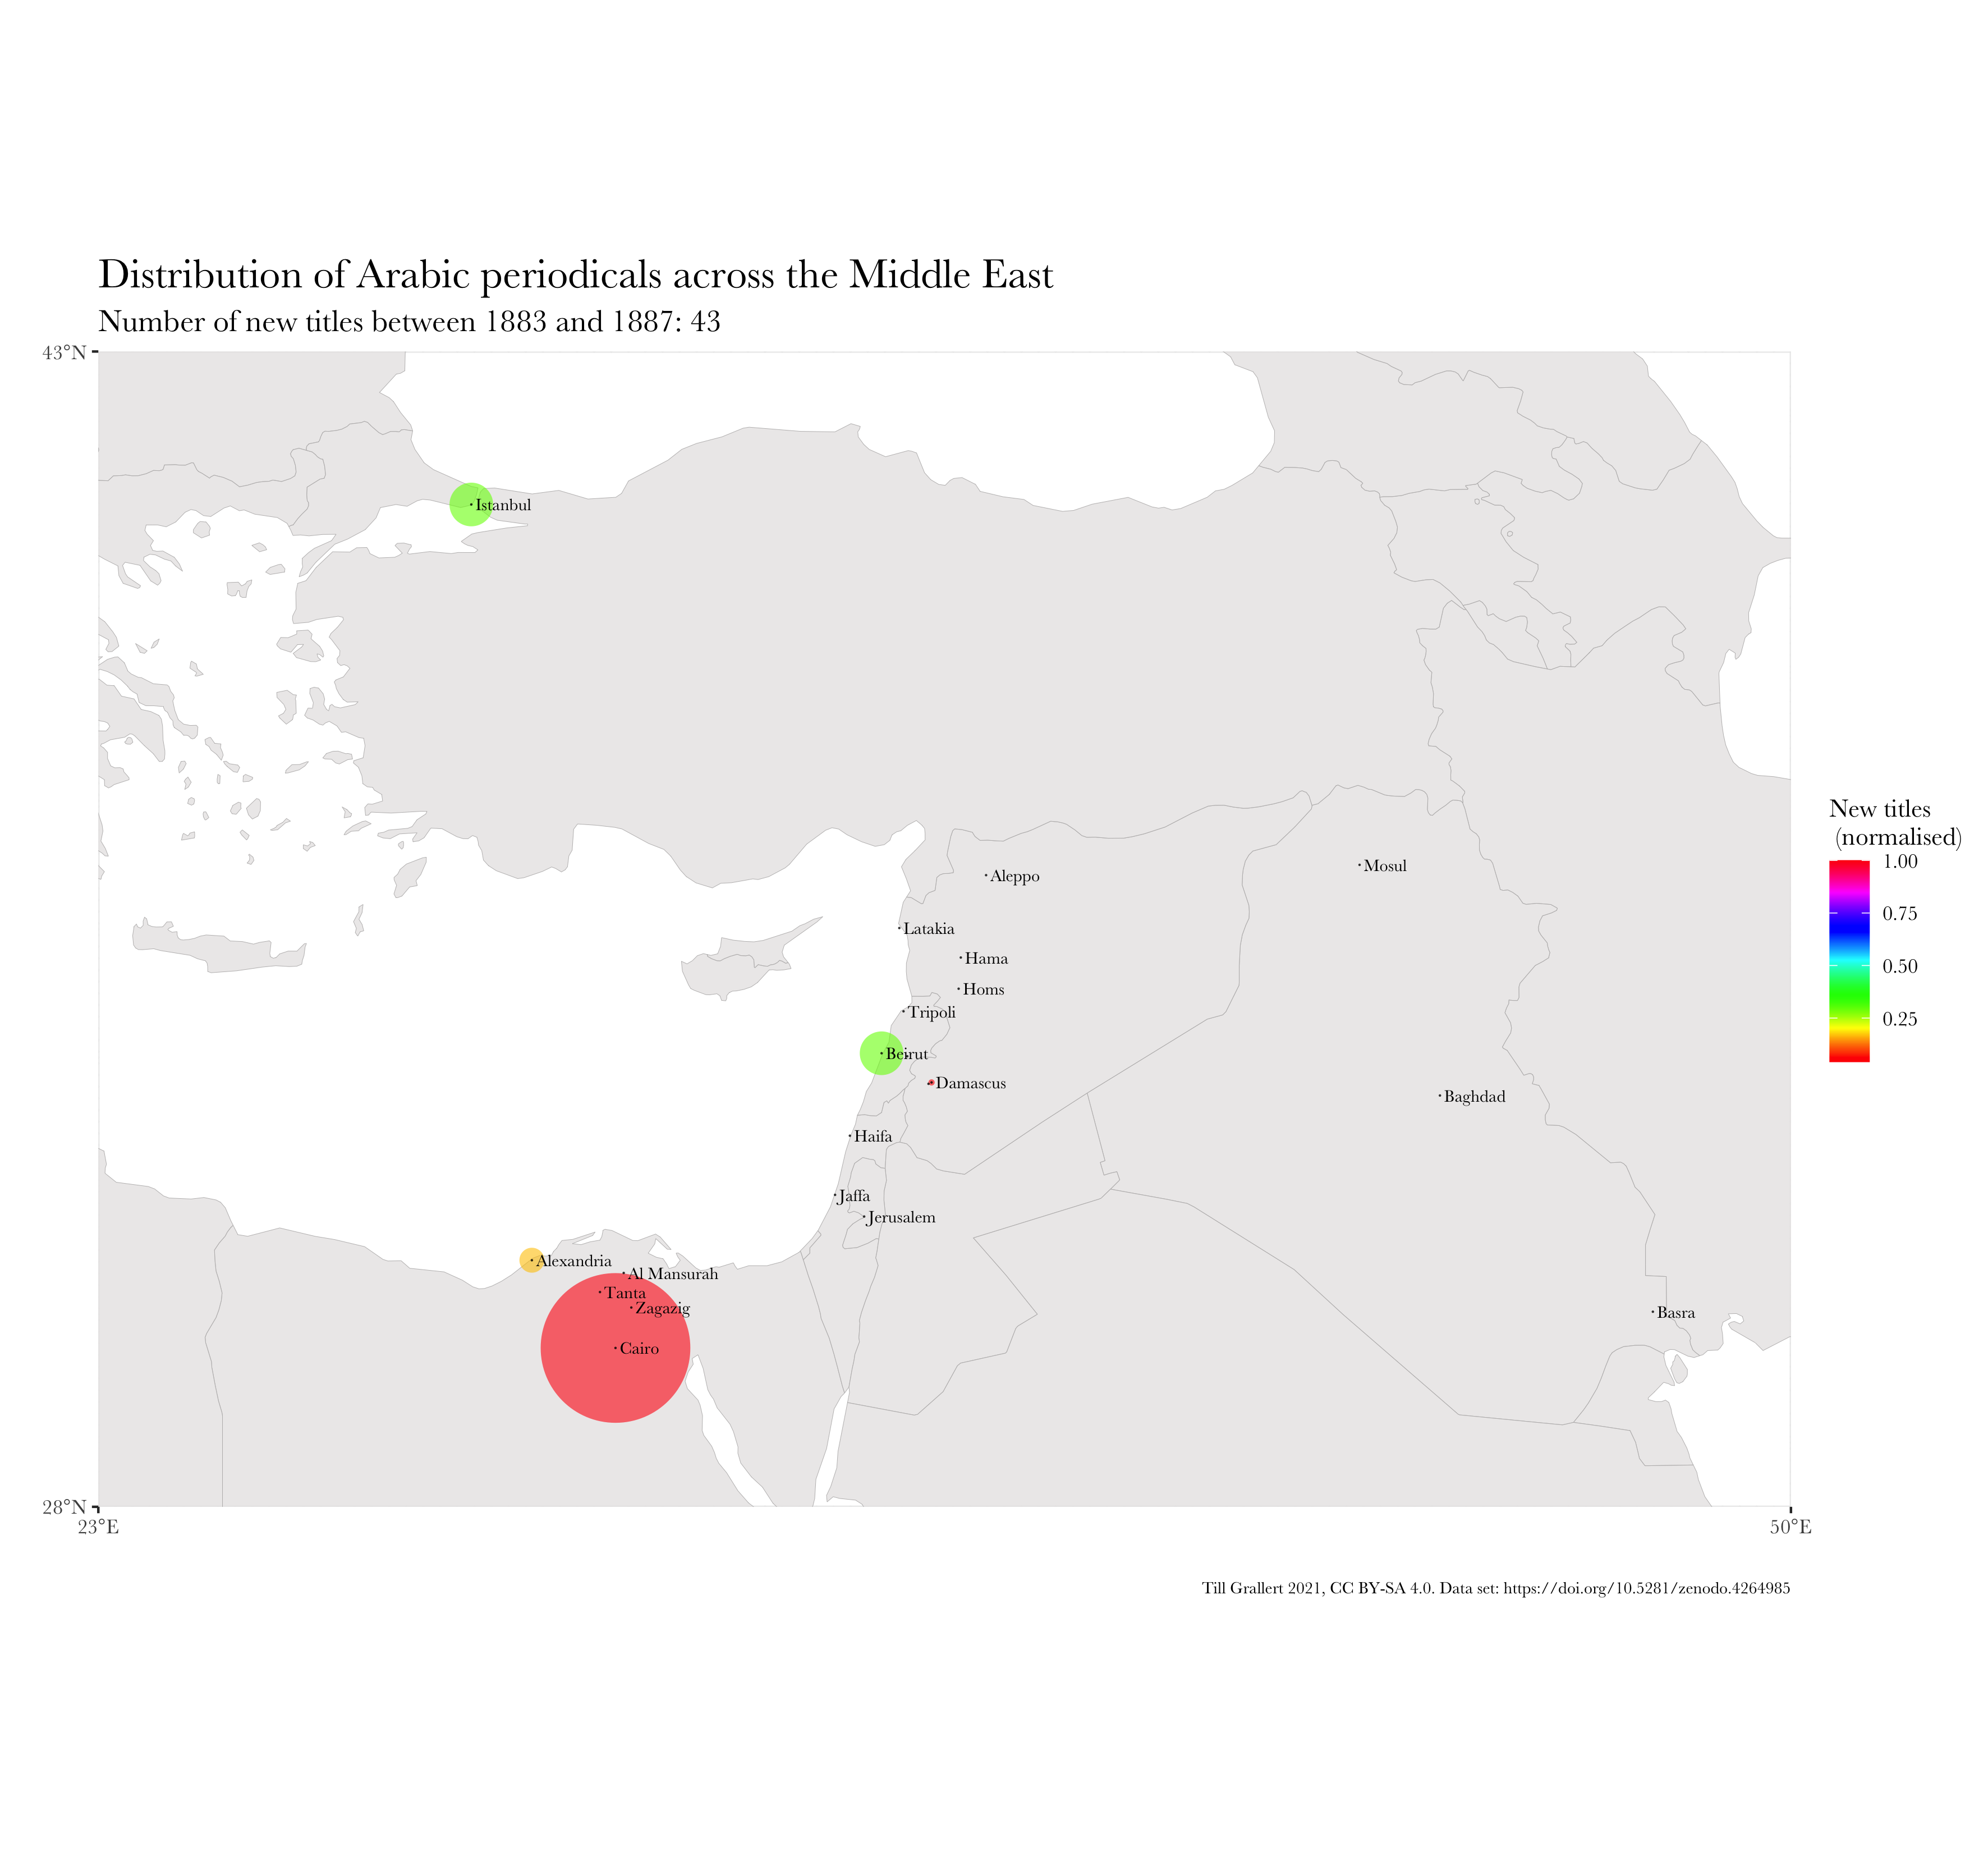 Distribution of Arabic periodicals across the Middle East
Number of new titles between 1883 and 1887: 43
43°N
Istanbul
New titles
(normalised)
1.00
0.75
0.50
0.25
Mosul
Aleppo
Latakia
Hama
Homs
Tripoli
Beirut
Damascus
Baghdad
Haifa
Jaffa
Jerusalem
Alexandria
Al Mansurah
Tanta
Zagazig
Basra
Cairo
28°N
23°E
50°E
Till Grallert 2021, CC BY-SA 4.0. Data set: https://doi.org/10.5281/zenodo.4264985